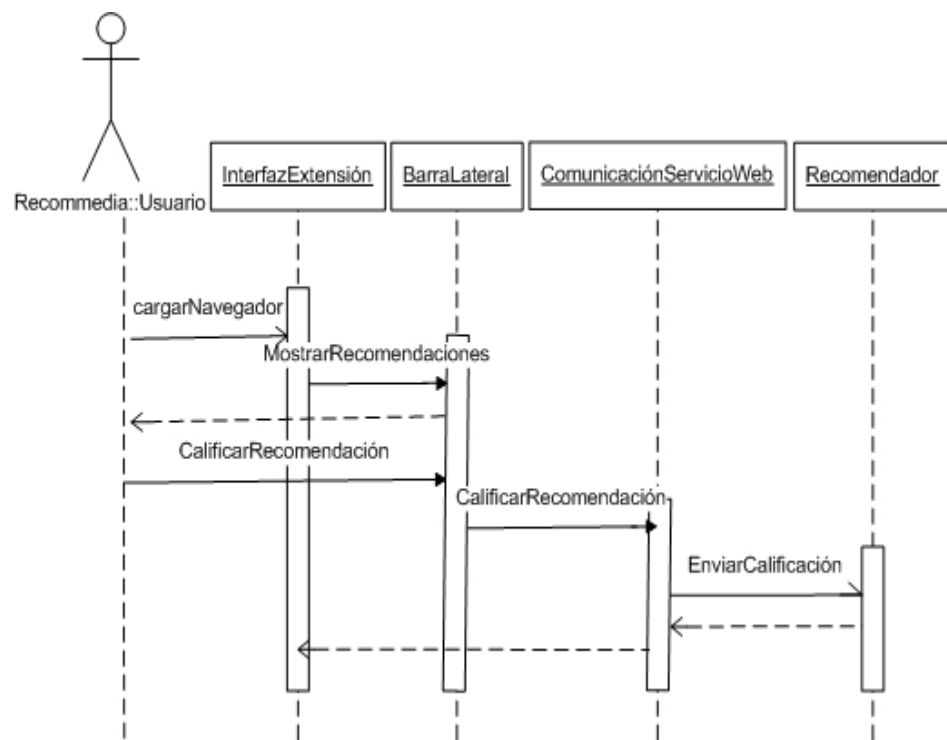 InterfazExtensión
BarraLateral
ComunicaciónServicioWeb
Recomendador
Recommedia::Usuario
cargarNavegador
MostrarRecomendaciones
CalificarRecomendación
CalificarRecomendación
EnviarCalificación